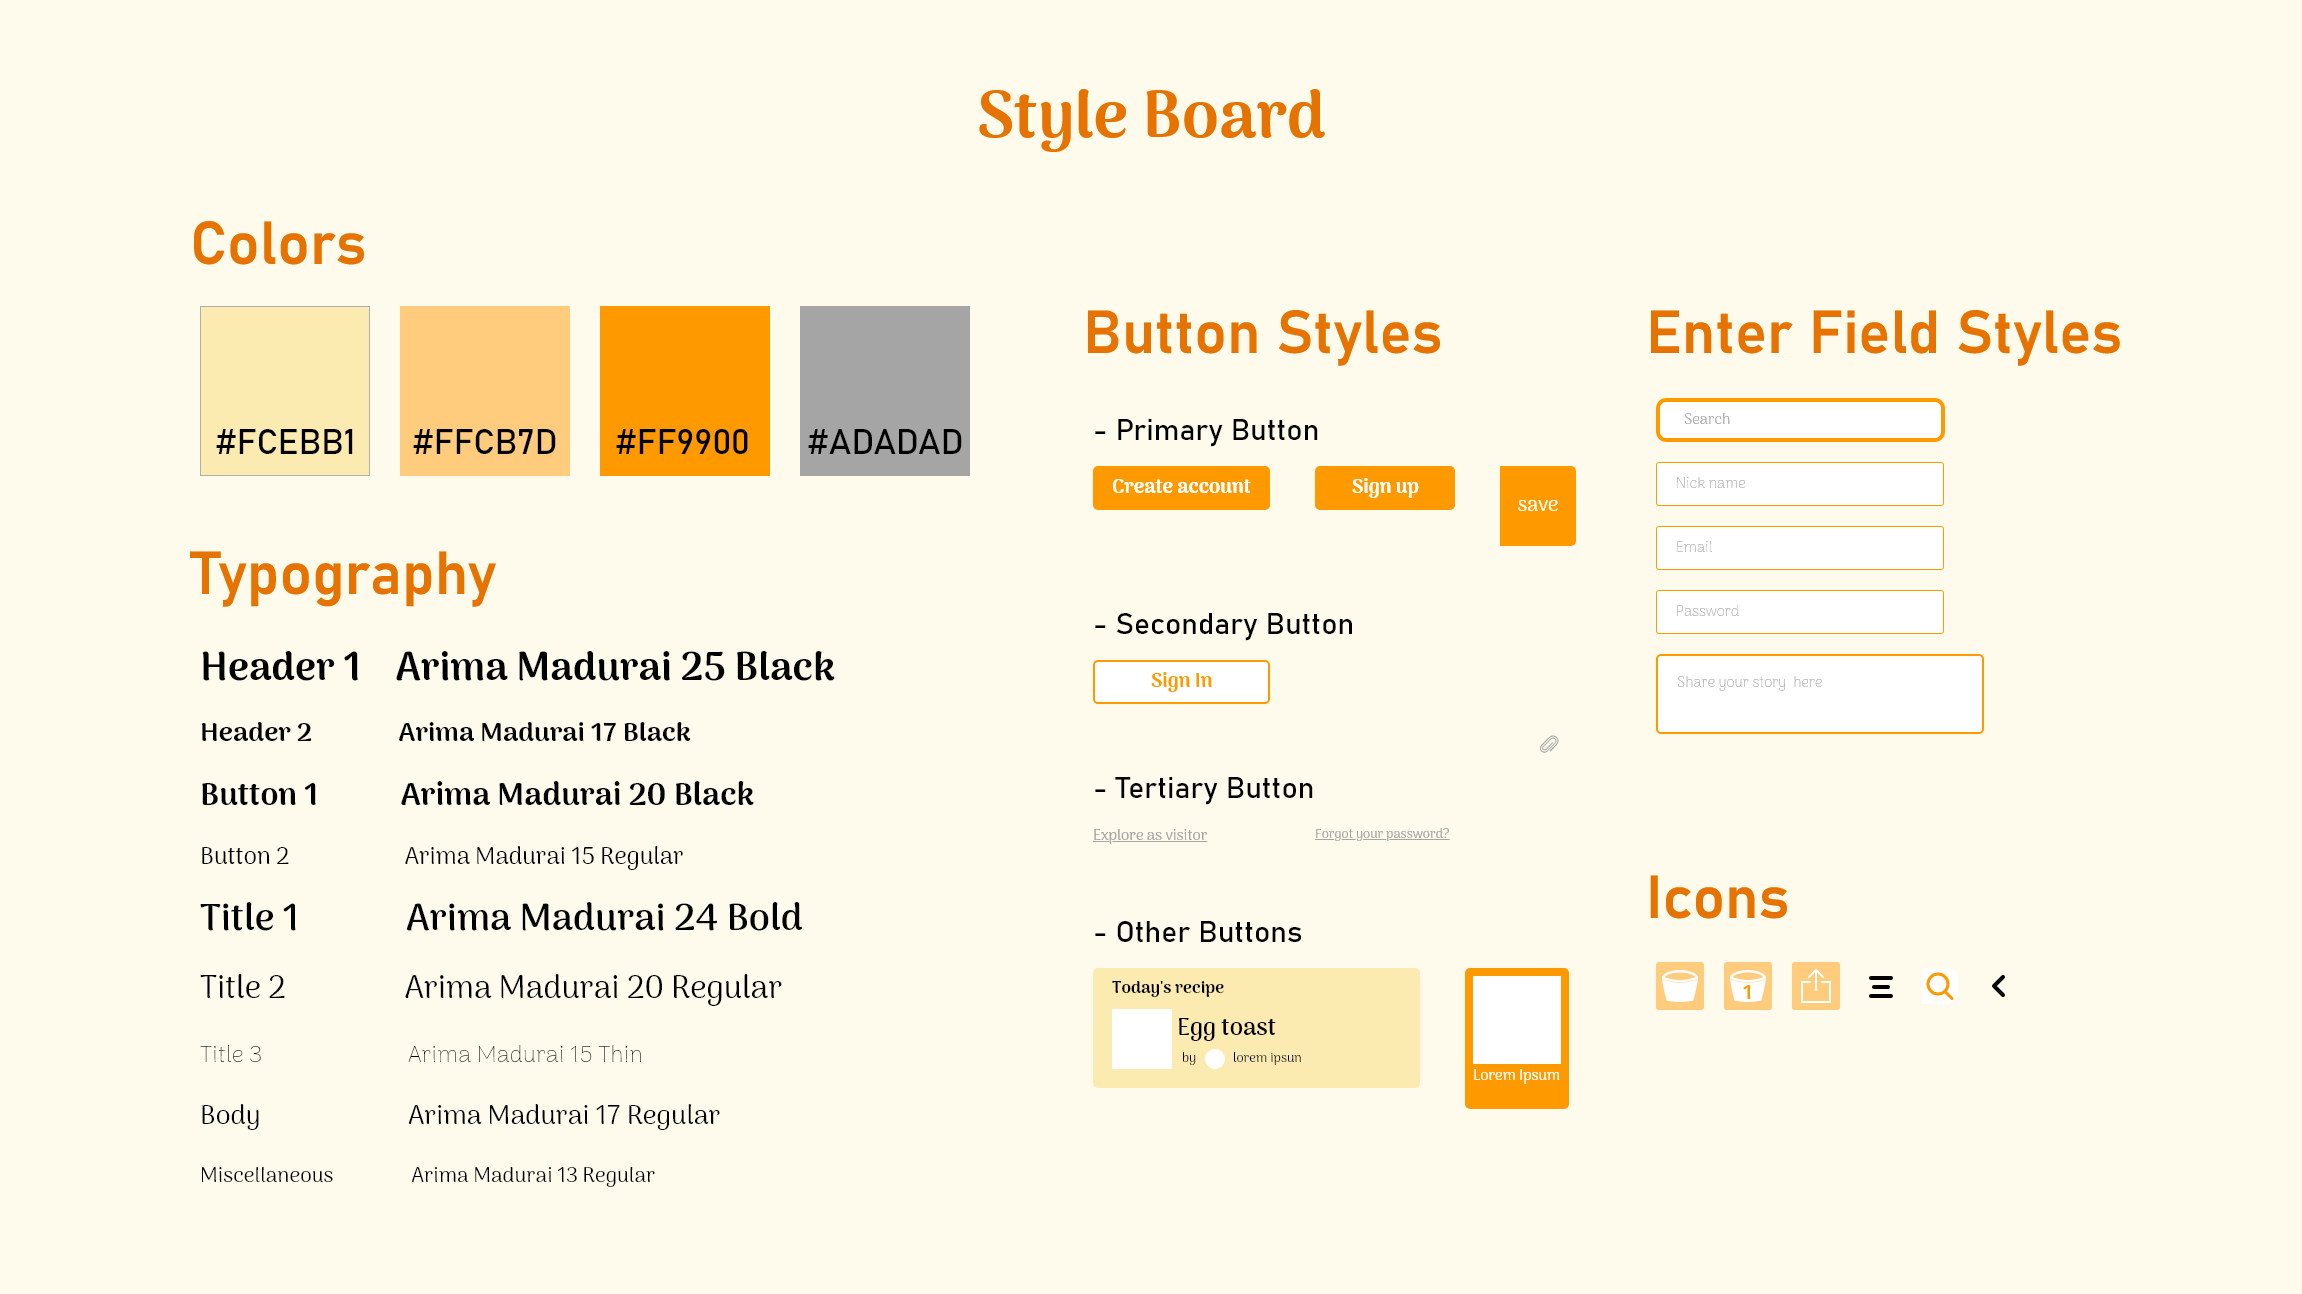 Style Board
Colors
#FCEBB1
#FFCB7D
#FF9900
#ADADAD
Typography
Header 1 Arima Madurai 25 Black
Header 2 Arima Madurai 17 Black
Button 1 Arima Madurai 20 Black
Button 2 Arima Madurai 15 Regular
Title 1 Arima Madurai 24 Bold
Title 2 Arima Madurai 20 Regular
Title 3 Arima Madurai 15 Thin
Body Arima Madurai 17 Regular
Miscellaneous Arima Madurai 13 Regular
Button Styles
- Primary Button
Create account
Sign up
save
- Secondary Button
Sign In
- Tertiary Button
Explore as visitor
Forgot your password?
- Other Buttons
Today's recipe
Egg toast
by lorem ipsun
Lorem Ipsum
Enter Field Styles
Search
Nick name
Email
Password
Share your story here
Icons
1